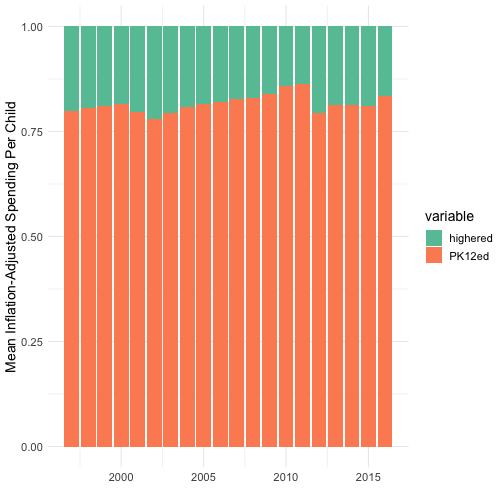 1.00
0.75
0.50
0.25
0.00
Mean Inflation-Adjusted Spending Per Child
2000
2005
2010
2015
variable
highered
PK12ed